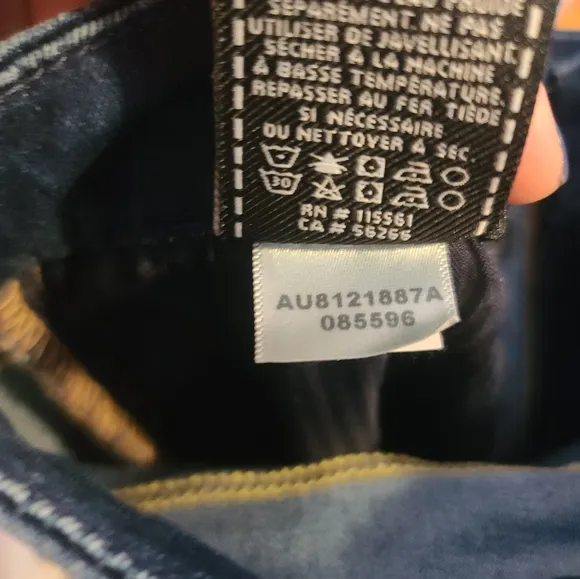 SÉPARÉMENT. NE PAS
UTILISER DE JAVELLISANT,
SÉCHER À LA MACHINE
À BASSE TEMPÉRATURE.
REPASSER AU FER TIÈDE
SI NÉCESSAIRE
OU NETTOYER À SEC.
30
RN # 115561
CA # 56266
AU8121887A
085596